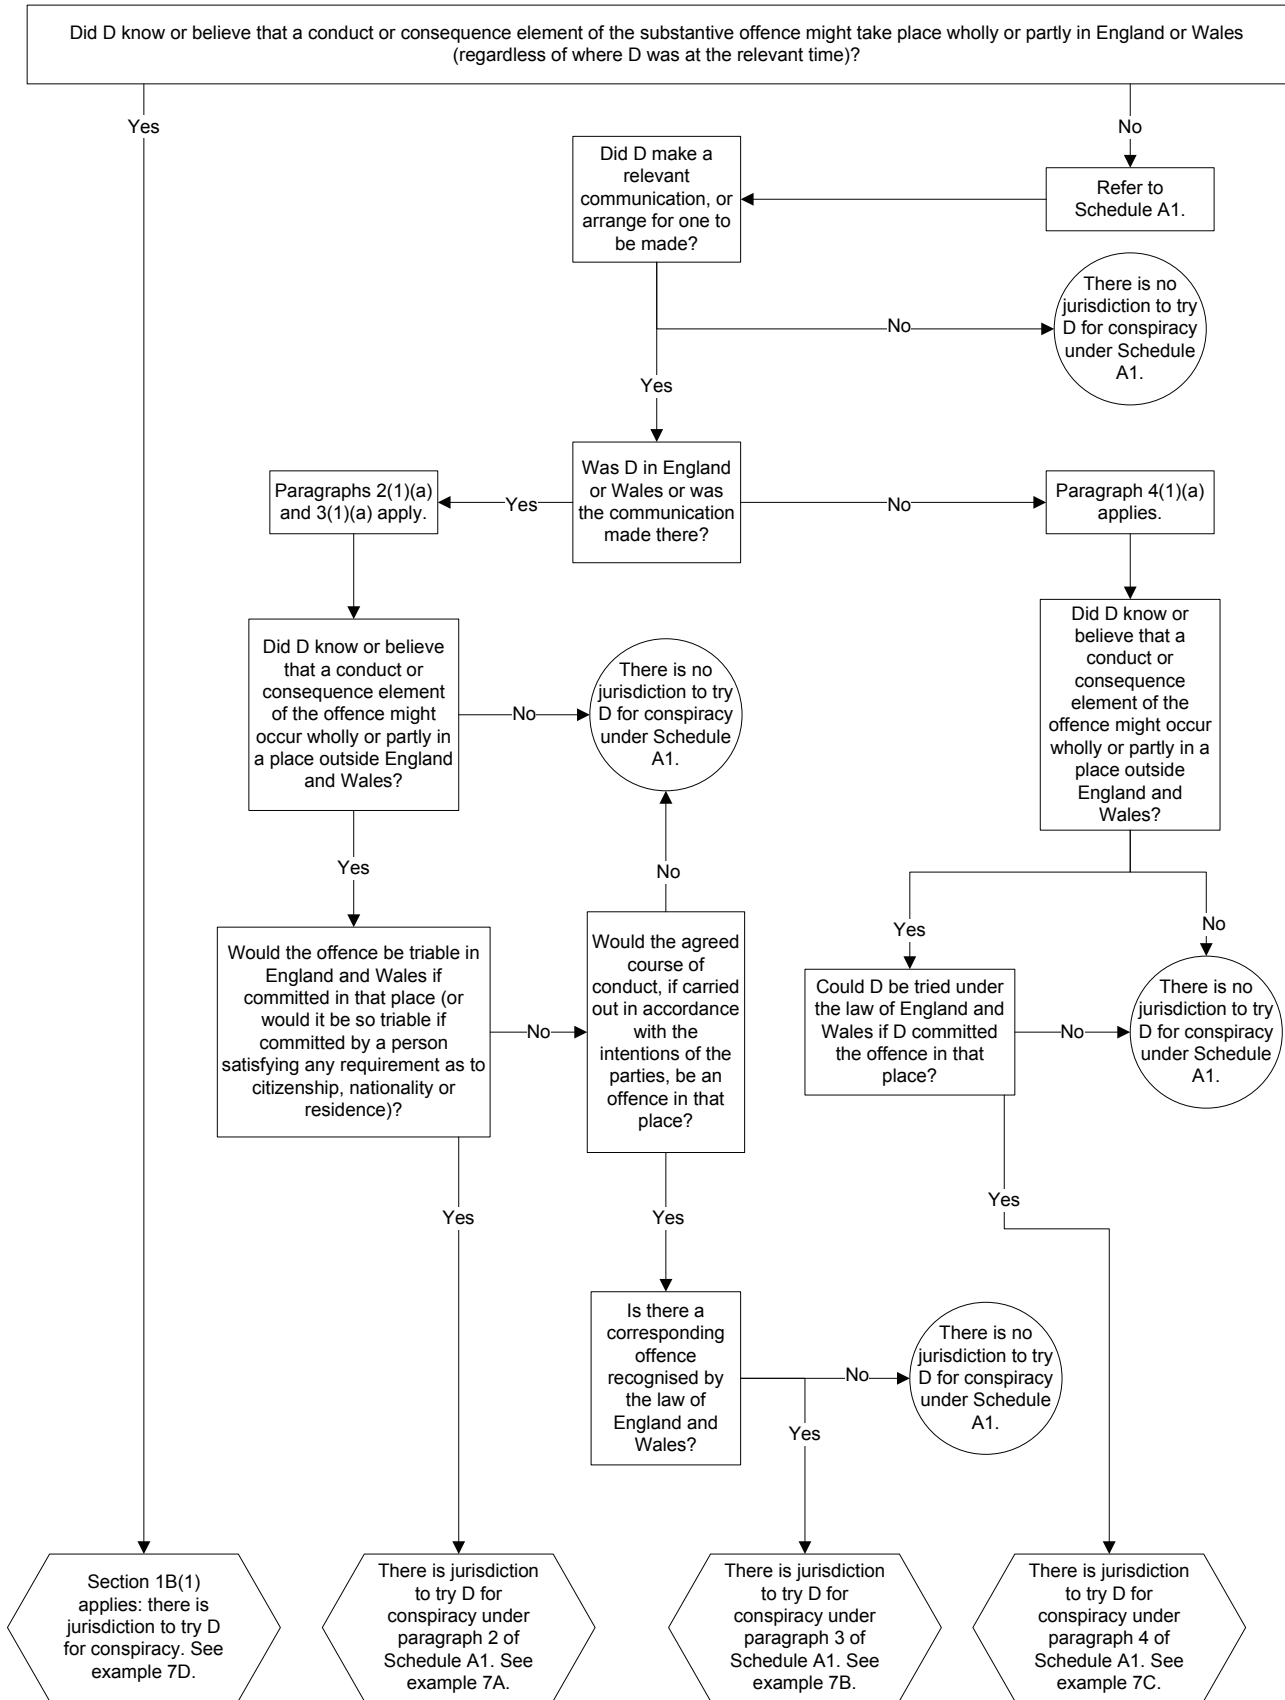 Did D know or believe that a conduct or consequence element of the substantive offence might take place wholly or partly in England or Wales
(regardless of where D was at the relevant time)?
Yes
No
Did D make a
relevant
communication, or
arrange for one to
be made?
Refer to
Schedule A1.
There is no
jurisdiction to try
D for conspiracy
under Schedule
A1.
No
Yes
Paragraphs 2(1)(a)
and 3(1)(a) apply.
Yes
Was D in England
or Wales or was
the communication
made there?
No
Paragraph 4(1)(a)
applies.
Did D know or believe
that a conduct or
consequence element
of the offence might
occur wholly or partly in
a place outside England
and Wales?
No
There is no
jurisdiction to try
D for conspiracy
under Schedule
A1.
Did D know or
believe that a
conduct or
consequence
element of the
offence might occur
wholly or partly in a
place outside
England and
Wales?
Yes
No
Yes
No
Would the offence be triable in
England and Wales if
committed in that place (or
would it be so triable if
committed by a person
satisfying any requirement as to
citizenship, nationality or
residence)?
No
Would the agreed
course of
conduct, if carried
out in accordance
with the
intentions of the
parties, be an
offence in that
place?
Could D be tried under
the law of England and
Wales if D committed
the offence in that
place?
No
There is no
jurisdiction to try
D for conspiracy
under Schedule
A1.
Yes
Yes
Yes
Is there a
corresponding
offence
recognised by
the law of
England and
Wales?
No
There is no
jurisdiction to try
D for conspiracy
under Schedule
A1.
Yes
Section 1B(1)
applies: there is
jurisdiction to try D
for conspiracy. See
example 7D.
There is jurisdiction
to try D for
conspiracy under
paragraph 2 of
Schedule A1. See
example 7A.
There is jurisdiction
to try D for
conspiracy under
paragraph 3 of
Schedule A1. See
example 7B.
There is jurisdiction
to try D for
conspiracy under
paragraph 4 of
Schedule A1. See
example 7C.